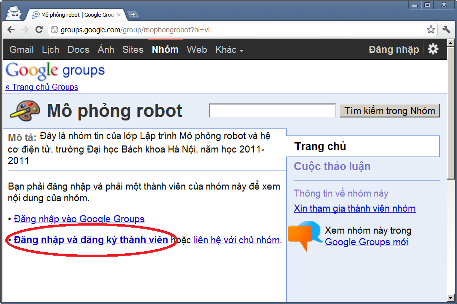 Mô phỏng robot | Google Grou
groups.google.com/group/mophongrobot?hl=vi
Gmail Lịch Docs Ảnh Sites Nhóm Web Khác Đăng nhập
Google groups
« Trang chủ Groups
Mô phỏng robot
Tìm kiếm trong Nhóm
Mô tả: Đây là nhóm tin của lớp Lập trình Mô phỏng robot và hệ
cơ điện tử, trường Đại học Bách khoa Hà Nội, năm học 2011-
2011
Bạn phải đăng nhập và phải một thành viên của nhóm này để xem
nội dung của nhóm.
• Đăng nhập vào Google Groups
• Đăng nhập và đăng ký thành viên hoặc liên hệ với chủ nhóm.
Trang chủ
Cuộc thảo luận
Thông tin về nhóm này
Xin tham gia thành viên nhóm
Xem nhóm này trong
Google Groups mới